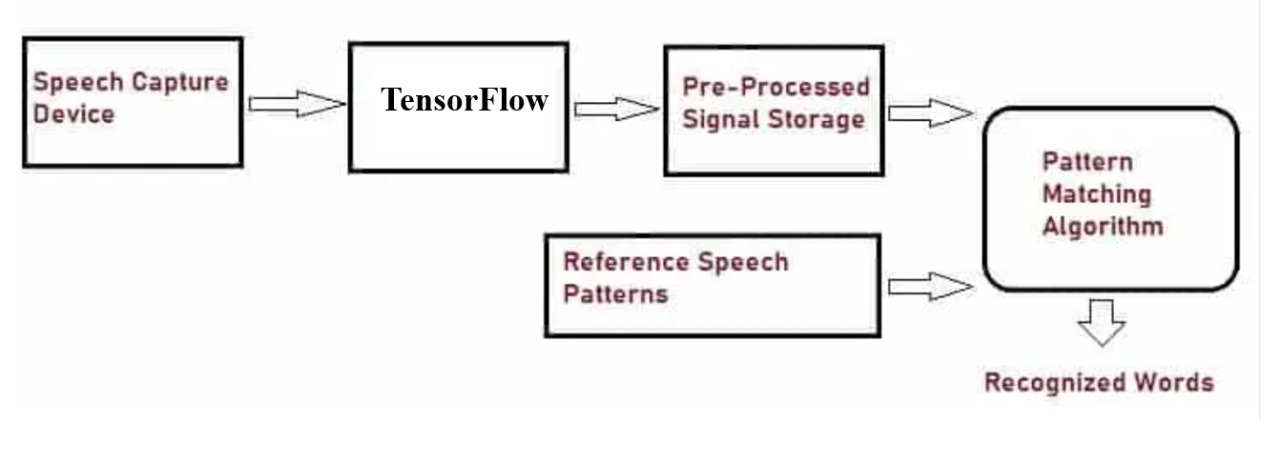 Speech Capture
Device
TensorFlow
Pre-Processed
Signal Storage
Pattern
Matching
Algorithm
Reference Speech
Patterns
Recognized Words